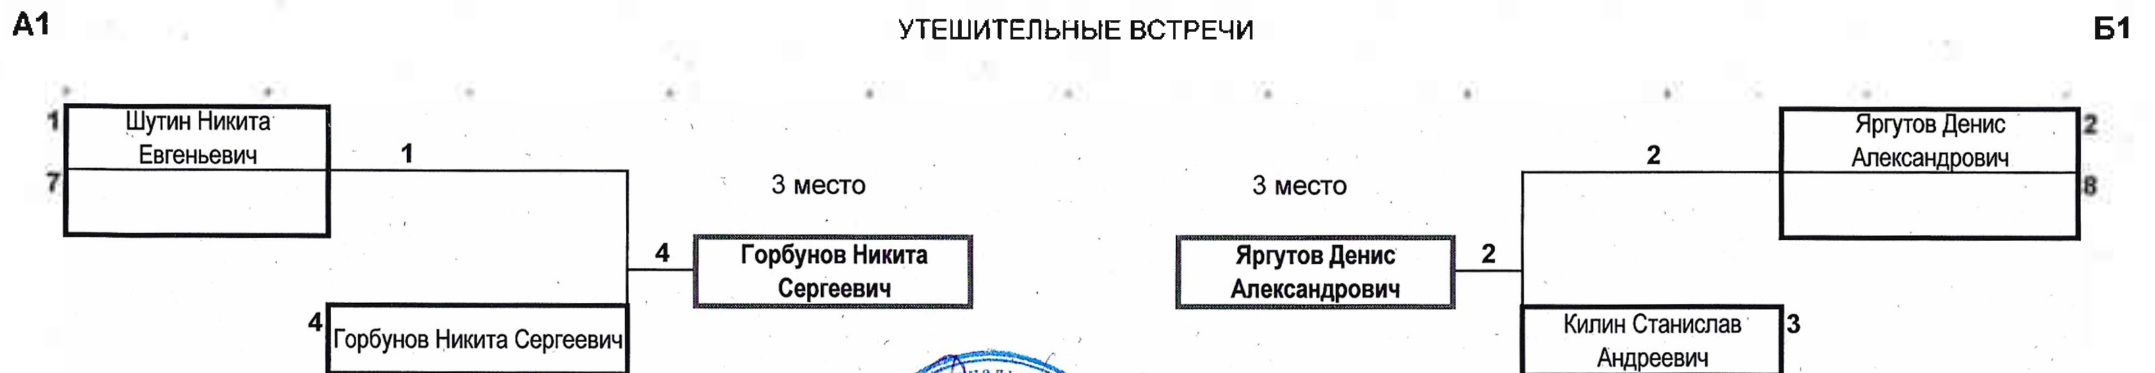 А1
УТЕШИТЕЛЬНЫЕ ВСТРЕЧИ
Б1
1
Шутин Никита
Евгеньевич
7
1
3 место
4
Горбунов Никита
Сергеевич
4
Горбунов Никита Сергеевич
3 место
Яргутов Денис
Александрович
2
2
Яргутов Денис
Александрович
2
8
Килин Станислав
Андреевич
3